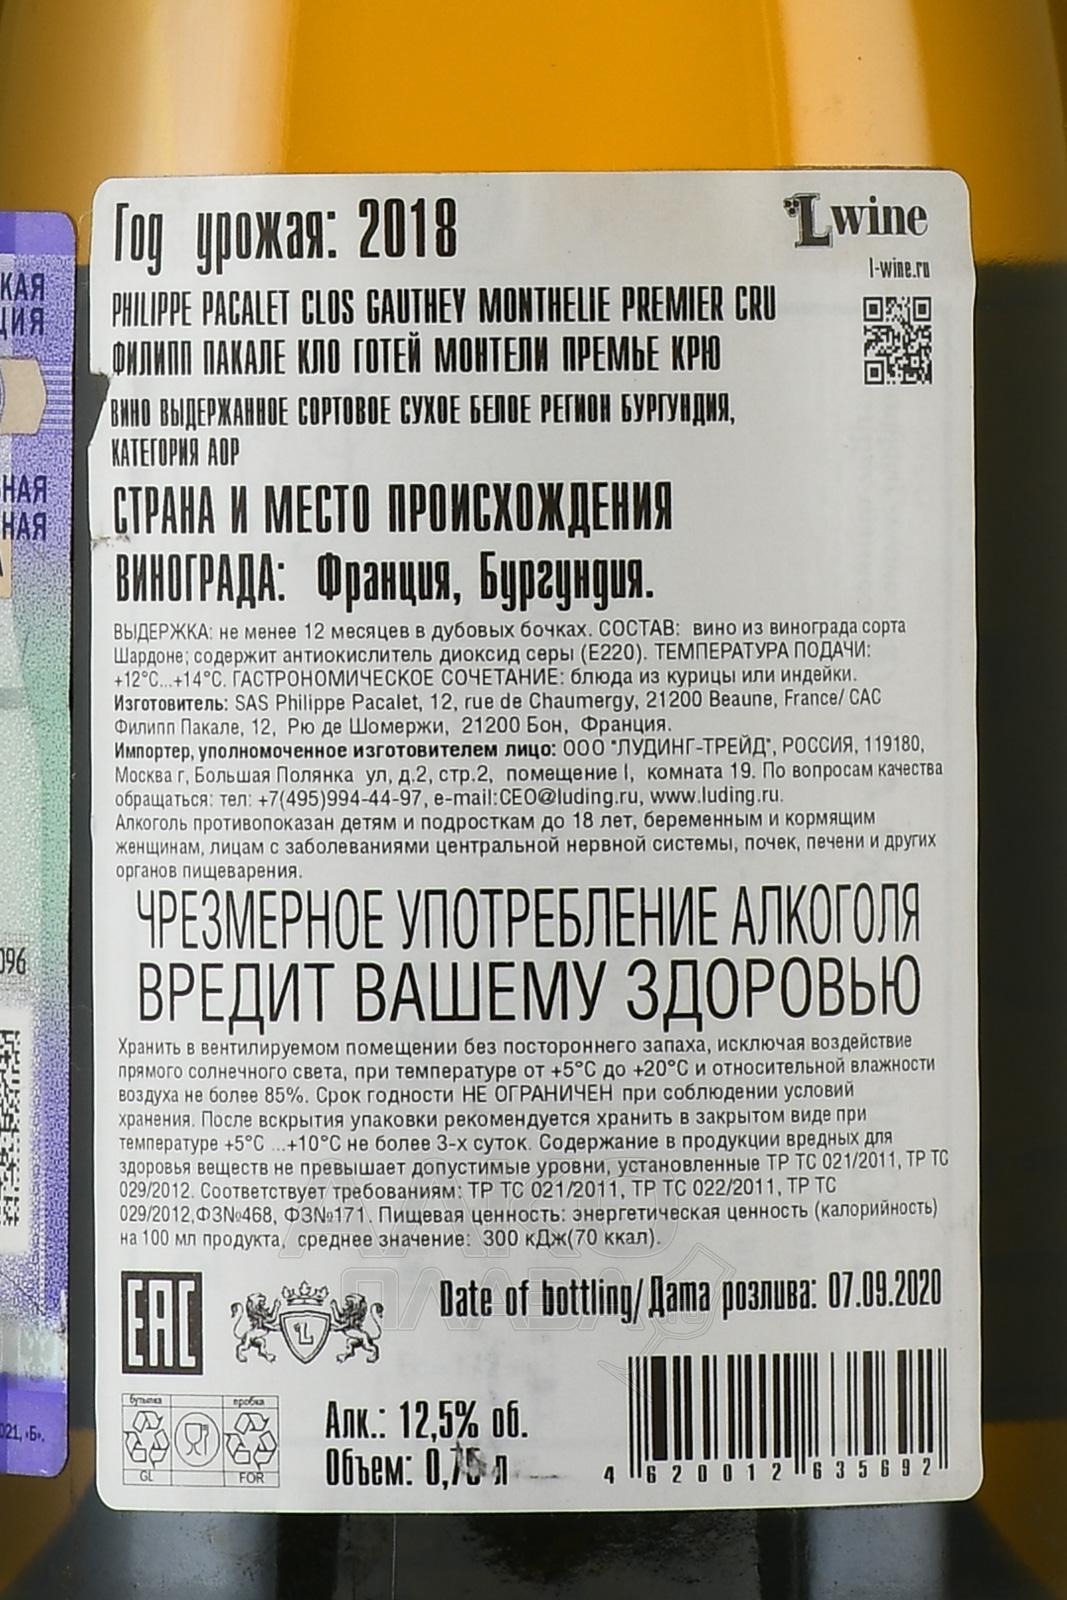 Год урожая: 2018
Lwine
l-wine.ru
PHILIPPE PACALET CLOS GAUTHEY MONTHELIE PREMIER CRU
ФИЛИПП ПАКАЛЕ КЛО ГОТЕЙ МОНТЕЛИ ПРЕМЬЕ КРЮ
ВИНО ВЫДЕРЖАННОЕ СОРТОВОЕ СУХОЕ БЕЛОЕ РЕГИОН БУРГУНДИЯ,
КАТЕГОРИЯ АОР
СТРАНА И МЕСТО ПРОИСХОЖДЕНИЯ
ВИНОГРАДА: Франция, Бургундия.
ВЫДЕРЖКА: не менее 12 месяцев в дубовых бочках. СОСТАВ: вино из винограда сорта
Шардоне; содержит антиокислитель диоксид серы (Е220). ТЕМПЕРАТУРА ПОДАЧИ:
+12°C...+14°C. ГАСТРОНОМИЧЕСКОЕ СОЧЕТАНИЕ: блюда из курицы или индейки.
Изготовитель: SAS Philippe Pacalet, 12, rue de Chaumergy, 21200 Beaune, France/ САС
Филипп Пакале, 12, Рю де Шомержи, 21200 Бон, Франция.
Импортер, уполномоченное изготовителем лицо: ООО "ЛУДИНГ-ТРЕЙД", РОССИЯ, 119180,
Москва г, Большая Полянка ул, д.2, стр.2, помещение I, комната 19. По вопросам качества
обращаться: тел: +7(495)994-44-97, e-mail:CEO@luding.ru, www.luding.ru.
Алкоголь противопоказан детям и подросткам до 18 лет, беременным и кормящим
женщинам, лицам с заболеваниями центральной нервной системы, почек, печени и других
органов пищеварения.
ЧРЕЗМЕРНОЕ УПОТРЕБЛЕНИЕ АЛКОГОЛЯ
ВРЕДИТ ВАШЕМУ ЗДОРОВЬЮ
Хранить в вентилируемом помещении без постороннего запаха, исключая воздействие
прямого солнечного света, при температуре от +5°C до +20°C и относительной влажности
воздуха не более 85%. Срок годности НЕ ОГРАНИЧЕН при соблюдении условий
хранения. После вскрытия упаковки рекомендуется хранить в закрытом виде при
температуре +5°C ...+10°C не более 3-х суток. Содержание в продукции вредных для
здоровья веществ не превышает допустимые уровни, установленные ТР ТС 021/2011, ТР ТС
029/2012. Соответствует требованиям: ТР ТС 021/2011, ТР ТС 022/2011, ТР ТС
029/2012,ФЗ№468, ФЗ№171. Пищевая ценность: энергетическая ценность (калорийность)
на 100 мл продукта, среднее значение: 300 кДж(70 ккал).
EAC
L
Date of bottling/Дата розлива: 07.09.2020
бутылка
пробка
GL
FOR
Алк.: 12,5% об.
Объем: 0,75 л
4 620012 635692
КАЯ
ЦИЯ
НАЯ
НАЯ
А
096
021, «Б».
АЛКО
ПЛАЗА